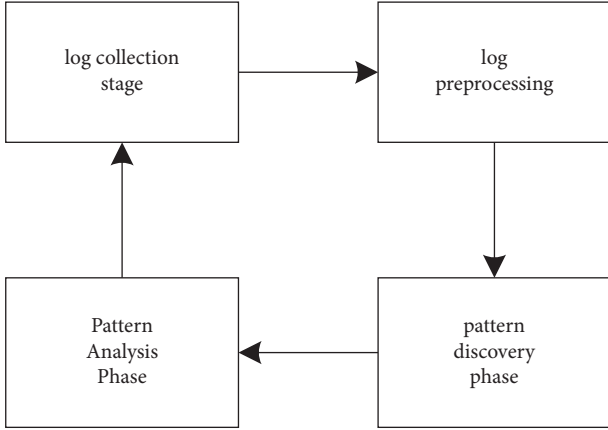 log collection
stage
log
preprocessing
Pattern
Analysis
Phase
pattern
discovery
phase